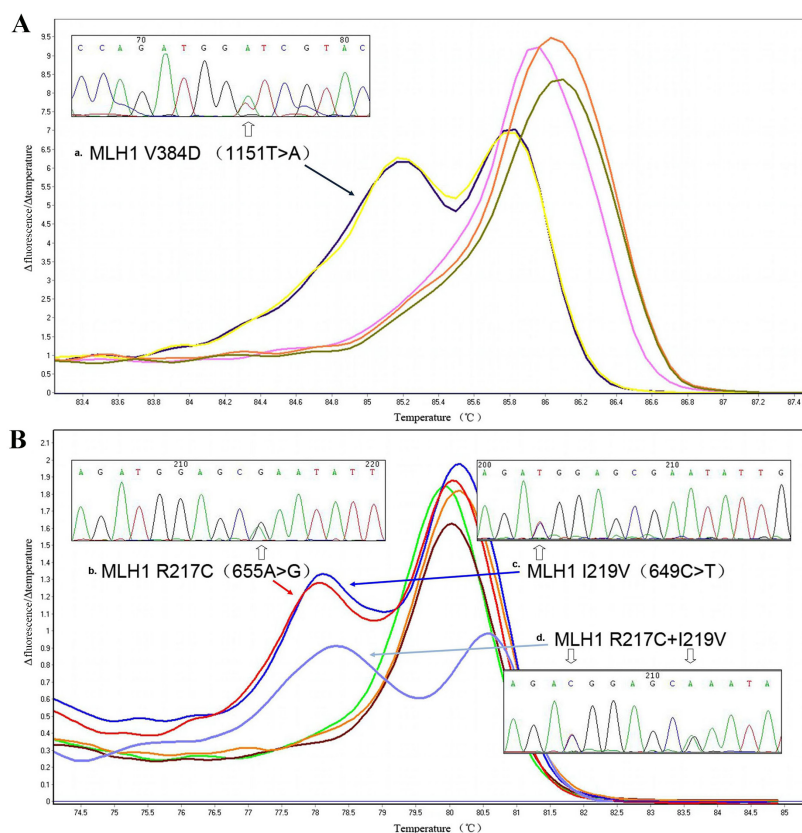 A
70 80
C C A G A T G G A T C G T A C
a. MLH1 V384D (1151T>A)
Δ fluorescence/Δtemperature
9.5
9
8.5
8
7.5
7
6.5
6
5.5
5
4.5
4
3.5
3
2.5
2
1.5
1
0.5
0
83.4 83.6 83.8 84 84.2 84.4 84.6 84.8 85 85.2 85.4 85.6 85.8 86 86.2 86.4 86.6 86.8 87 87.2 87.4
Temperature (℃)
B
210 220
A G A T G G A G C G A A T A T T
b. MLH1 R217C (655A>G)
200 210
A G A T G G A G C G A A T A T T G
c. MLH1 I219V (649C>T)
d. MLH1 R217C+I219V
210
A G A C G G A G C A A A T A
Δ fluorescence/Δtemperature
2.1
2
1.9
1.8
1.7
1.6
1.5
1.4
1.3
1.2
1.1
1
0.9
0.8
0.7
0.6
0.5
0.4
0.3
0.2
0.1
0
74.5 75 75.5 76 76.5 77 77.5 78 78.5 79 79.5 80 80.5 81 81.5 82 82.5 83 83.5 84 84.5 85
Temperature (℃)